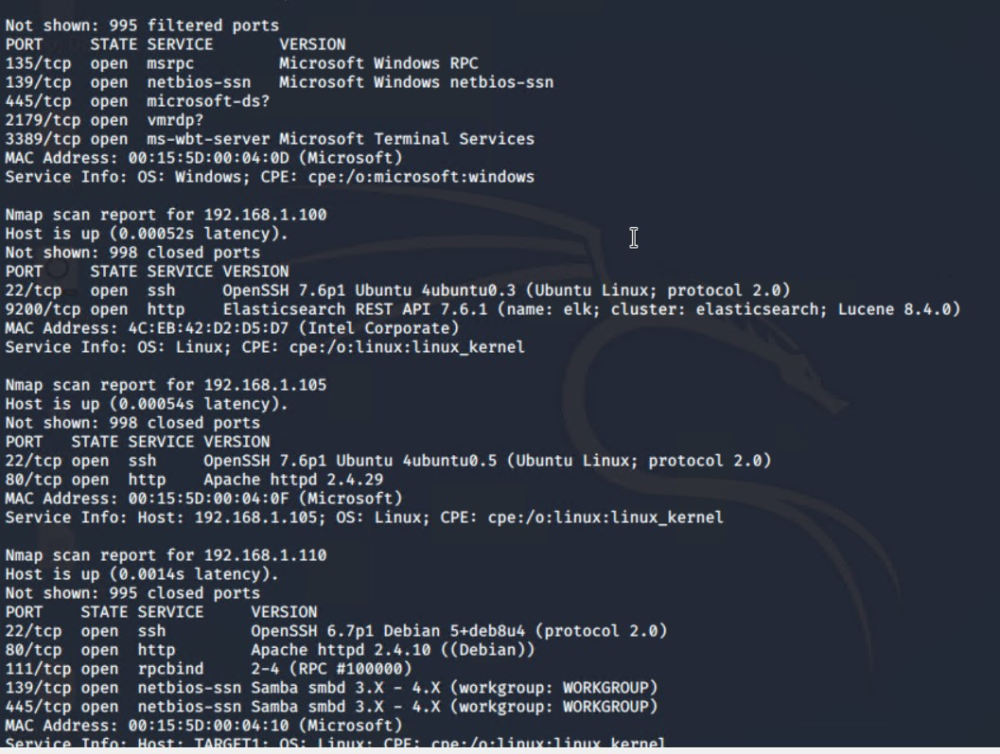 Not shown: 995 filtered ports
PORT     STATE SERVICE       VERSION
135/tcp  open  msrpc         Microsoft Windows RPC
139/tcp  open  netbios-ssn   Microsoft Windows netbios-ssn
445/tcp  open  microsoft-ds?
2179/tcp open  vmrdp?
3389/tcp open  ms-wbt-server Microsoft Terminal Services
MAC Address: 00:15:5D:00:04:0D (Microsoft)
Service Info: OS: Windows; CPE: cpe:/o:microsoft:windows

Nmap scan report for 192.168.1.100
Host is up (0.00052s latency).
Not shown: 998 closed ports
PORT     STATE SERVICE VERSION
22/tcp   open  ssh     OpenSSH 7.6p1 Ubuntu 4ubuntu0.3 (Ubuntu Linux; protocol 2.0)
9200/tcp open  http    Elasticsearch REST API 7.6.1 (name: elk; cluster: elasticsearch; Lucene 8.4.0)
MAC Address: 4C:EB:42:D2:D5:D7 (Intel Corporate)
Service Info: OS: Linux; CPE: cpe:/o:linux:linux_kernel

Nmap scan report for 192.168.1.105
Host is up (0.00054s latency).
Not shown: 998 closed ports
PORT   STATE SERVICE VERSION
22/tcp open  ssh     OpenSSH 7.6p1 Ubuntu 4ubuntu0.5 (Ubuntu Linux; protocol 2.0)
80/tcp open  http    Apache httpd 2.4.29
MAC Address: 00:15:5D:00:04:0F (Microsoft)
Service Info: Host: 192.168.1.105; OS: Linux; CPE: cpe:/o:linux:linux_kernel

Nmap scan report for 192.168.1.110
Host is up (0.0014s latency).
Not shown: 995 closed ports
PORT    STATE SERVICE     VERSION
22/tcp  open  ssh         OpenSSH 6.7p1 Debian 5+deb8u4 (protocol 2.0)
80/tcp  open  http        Apache httpd 2.4.10 ((Debian))
111/tcp open  rpcbind     2-4 (RPC #100000)
139/tcp open  netbios-ssn Samba smbd 3.X - 4.X (workgroup: WORKGROUP)
445/tcp open  netbios-ssn Samba smbd 3.X - 4.X (workgroup: WORKGROUP)
MAC Address: 00:15:5D:00:04:10 (Microsoft)
Service Info: Host: TARGET1; OS: Linux; CPE: cpe:/o:linux:linux_kernel